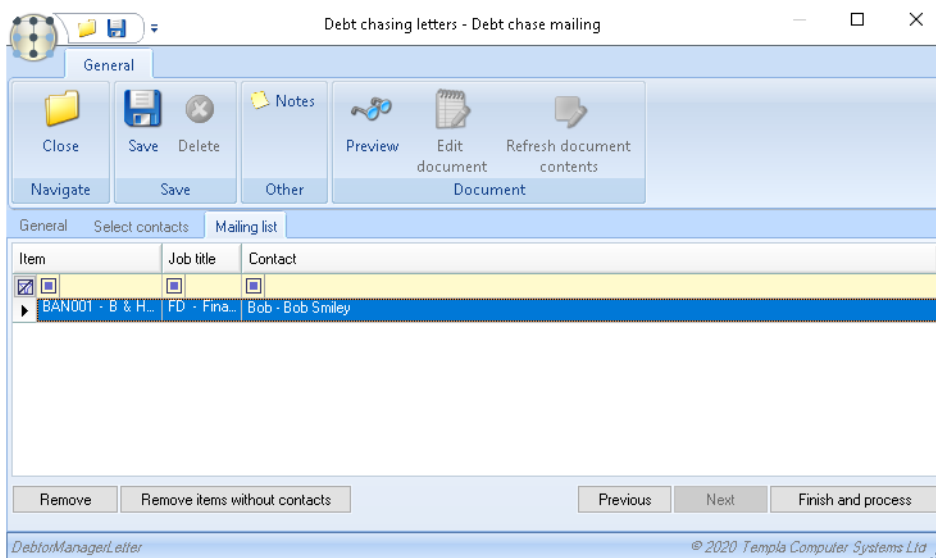 Debt chasing letters - Debt chase mailing
General
Close
Save
Delete
Notes
Preview
Edit document
Refresh document contents
Navigate
Save
Other
Document
General
Select contacts
Mailing list
Item
Job title
Contact
BAN001 - B & H...
FD - Fina...
Bob - Bob Smiley
Remove
Remove items without contacts
Previous
Next
Finish and process
DebtorManagerLetter
© 2020 Templa Computer Systems Ltd